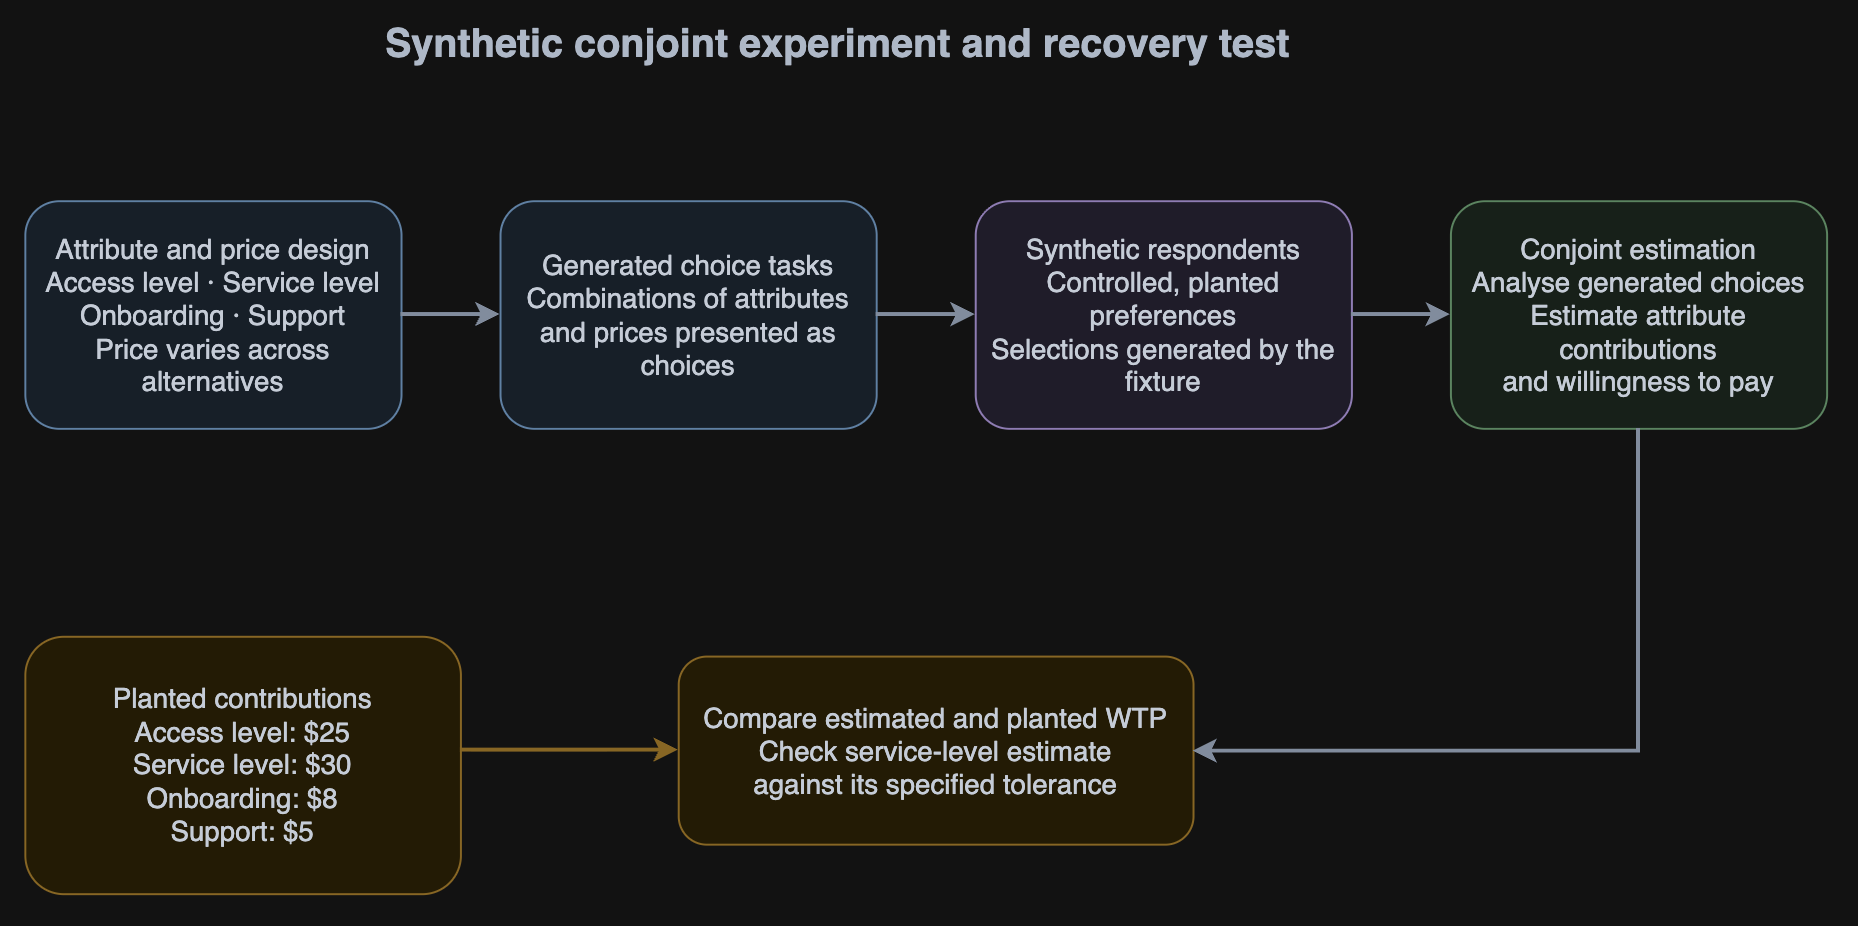 Synthetic conjoint experiment and recovery test
Attribute and price design
Access level · Service level
Onboarding · Support
Price varies across
alternatives
Generated choice tasks
Combinations of attributes
and prices presented as
choices
Synthetic respondents
Controlled, planted
preferences
Selections generated by the
fixture
Conjoint estimation
Analyse generated choices
Estimate attribute
contributions
and willingness to pay
Planted contributions
Access level: $25
Service level: $30
Onboarding: $8
Support: $5
Compare estimated and planted WTP
Check service-level estimate
against its specified tolerance